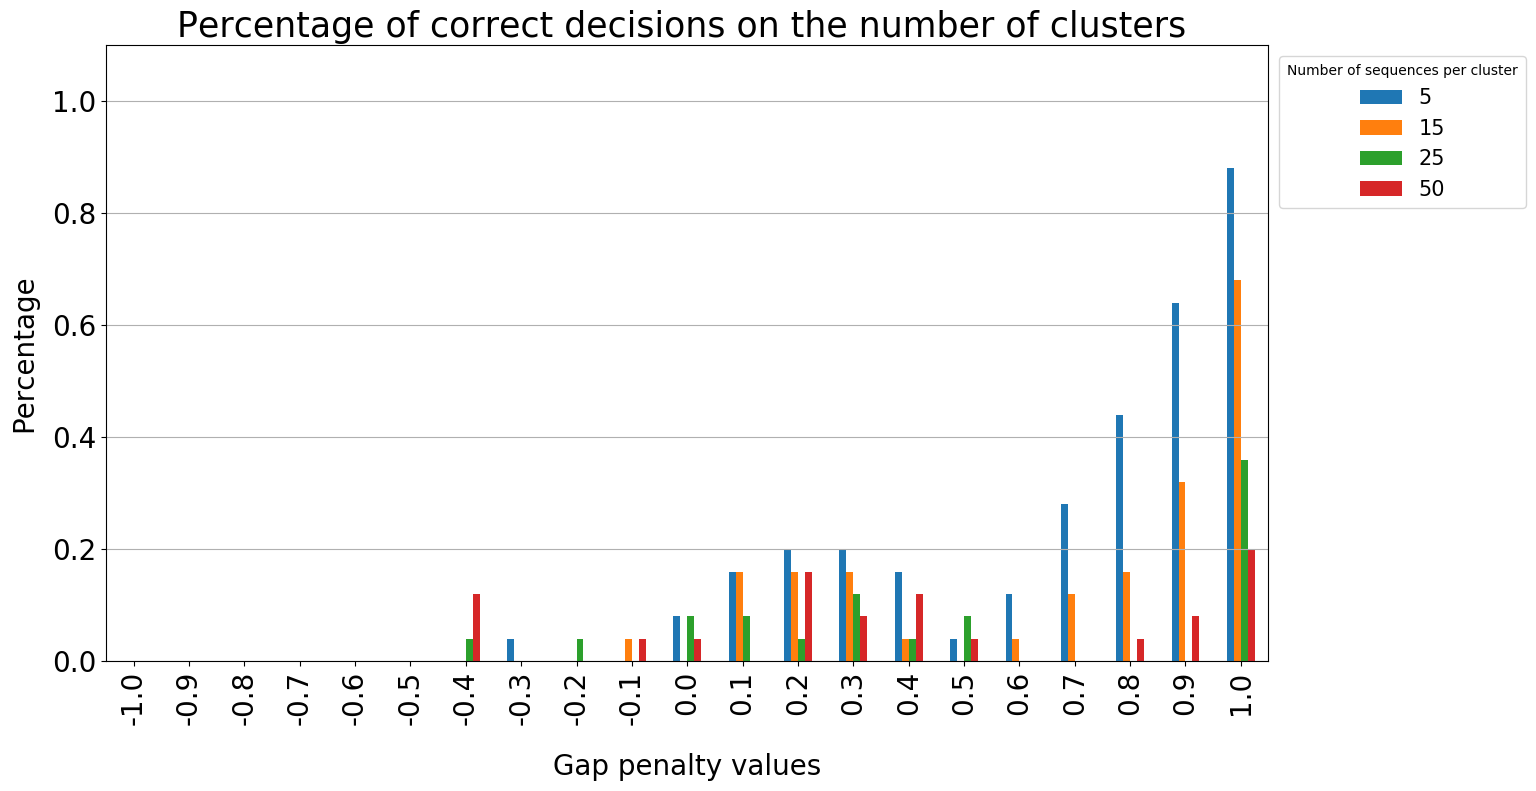 Percentage of correct decisions on the number of clusters
Number of sequences per cluster
5
15
25
50
Percentage
1.0
0.8
0.6
0.4
0.2
0.0
-1.0 -0.9 -0.8 -0.7 -0.6 -0.5 -0.4 -0.3 -0.2 -0.1 0.0 0.1 0.2 0.3 0.4 0.5 0.6 0.7 0.8 0.9 1.0
Gap penalty values